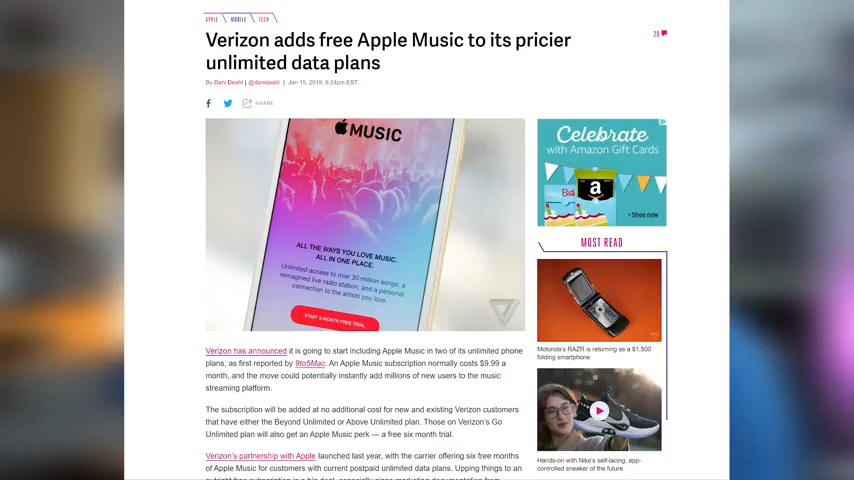 APPLE MOBILE TECH
Verizon adds free Apple Music to its pricier
unlimited data plans
20
By Dani Deahl | @danideahl | Jan 15, 2019, 6:24pm EST
SHARE
MUSIC
ALL THE WAYS YOU LOVE MUSIC.
ALL IN ONE PLACE.
Unlimited access to over 30 million songs, a
reimagined live radio station, and a personal
connection to the artists you love.
START 3-MONTH FREE TRIAL
Celebrate
with Amazon Gift Cards
a
Shop now
MOST READ
Motorola's RAZR is returning as a $1,500
folding smartphone
Hands-on with Nike's self-lacing, app-
controlled sneaker of the future
Verizon has announced it is going to start including Apple Music in two of its unlimited phone
plans, as first reported by 9to5Mac. An Apple Music subscription normally costs $9.99 a
month, and the move could potentially instantly add millions of new users to the music
streaming platform.
The subscription will be added at no additional cost for new and existing Verizon customers
that have either the Beyond Unlimited or Above Unlimited plan. Those on Verizon's Go
Unlimited plan will also get an Apple Music perk — a free six month trial.
Verizon's partnership with Apple launched last year, with the carrier offering six free months
of Apple Music for customers with current postpaid unlimited data plans. Upping things to an